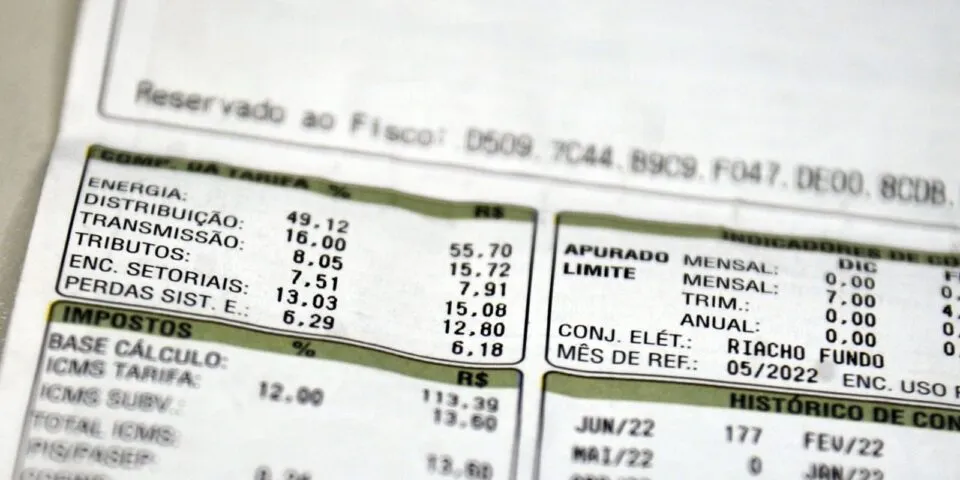 Reservado ao Fisco: D509.7C44.B9C9.F047.DE00.8CDB.
COMP. DA TARIFA % R$
ENERGIA: 49.12 55.70
DISTRIBUIÇÃO: 16.00 15.72
TRANSMISSÃO: 8.05 7.91
TRIBUTOS: 7.51 15.08
ENC. SETORIAIS: 13.03 12.80
PERDAS SIST. E.: 6.29 6.18
INDICADORES DE
DIC
APURADO MENSAL: 0.00
LIMITE MENSAL: 7.00
TRIM.: 0.00
ANUAL: 0.00
CONJ. ELÉT.: RIACHO FUNDO
MÊS DE REF.: 05/2022 ENC. USO
IMPOSTOS % R$
BASE CÁLCULO: 113.39
ICMS TARIFA: 12.00 13.60
ICMS SUBV.:
TOTAL ICMS: 13.60
PIS/PASEP
HISTÓRICO DE CON
JUN/22 177 FEV/22
MAI/22 0 JAN/22